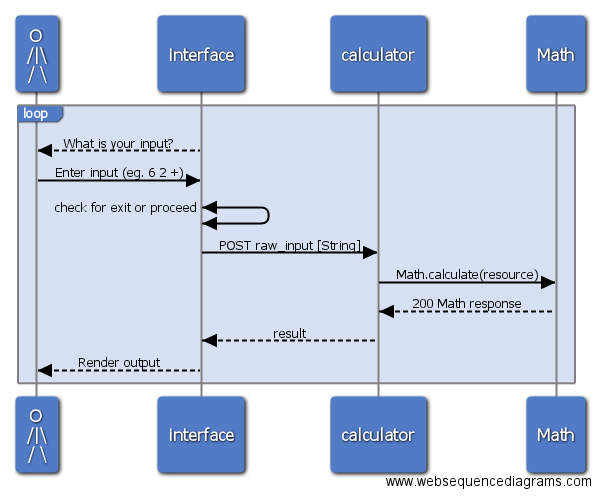 O
/|\
/ \
Interface
calculator
Math
loop
What is your input?
Enter input (eg. 6 2 +)
check for exit or proceed
POST raw_input [String]
Math.calculate(resource)
200 Math response
result
Render output
O
/|\
/ \
Interface
calculator
Math
www.websequencediagrams.com